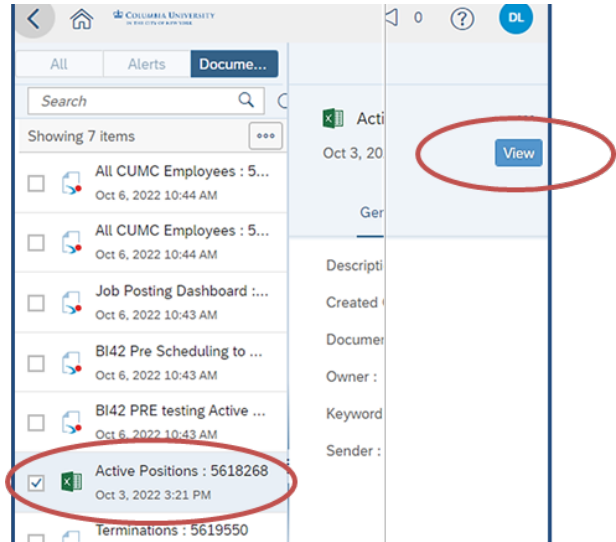 COLUMBIA UNIVERSITY
IN THE CITY OF NEW YORK
0
DL
All
Alerts
Docume...
Search
Showing 7 items
All CUMC Employees : 5...
Oct 6, 2022 10:44 AM
All CUMC Employees : 5...
Oct 6, 2022 10:44 AM
Job Posting Dashboard :...
Oct 6, 2022 10:43 AM
BI42 Pre Scheduling to ...
Oct 6, 2022 10:43 AM
BI42 PRE testing Active ...
Oct 6, 2022 10:43 AM
Active Positions : 5618268
Oct 3, 2022 3:21 PM
Terminations : 5619550
Acti
Oct 3, 20
View
Ger
Descripti
Created
Documer
Owner :
Keyword
Sender :